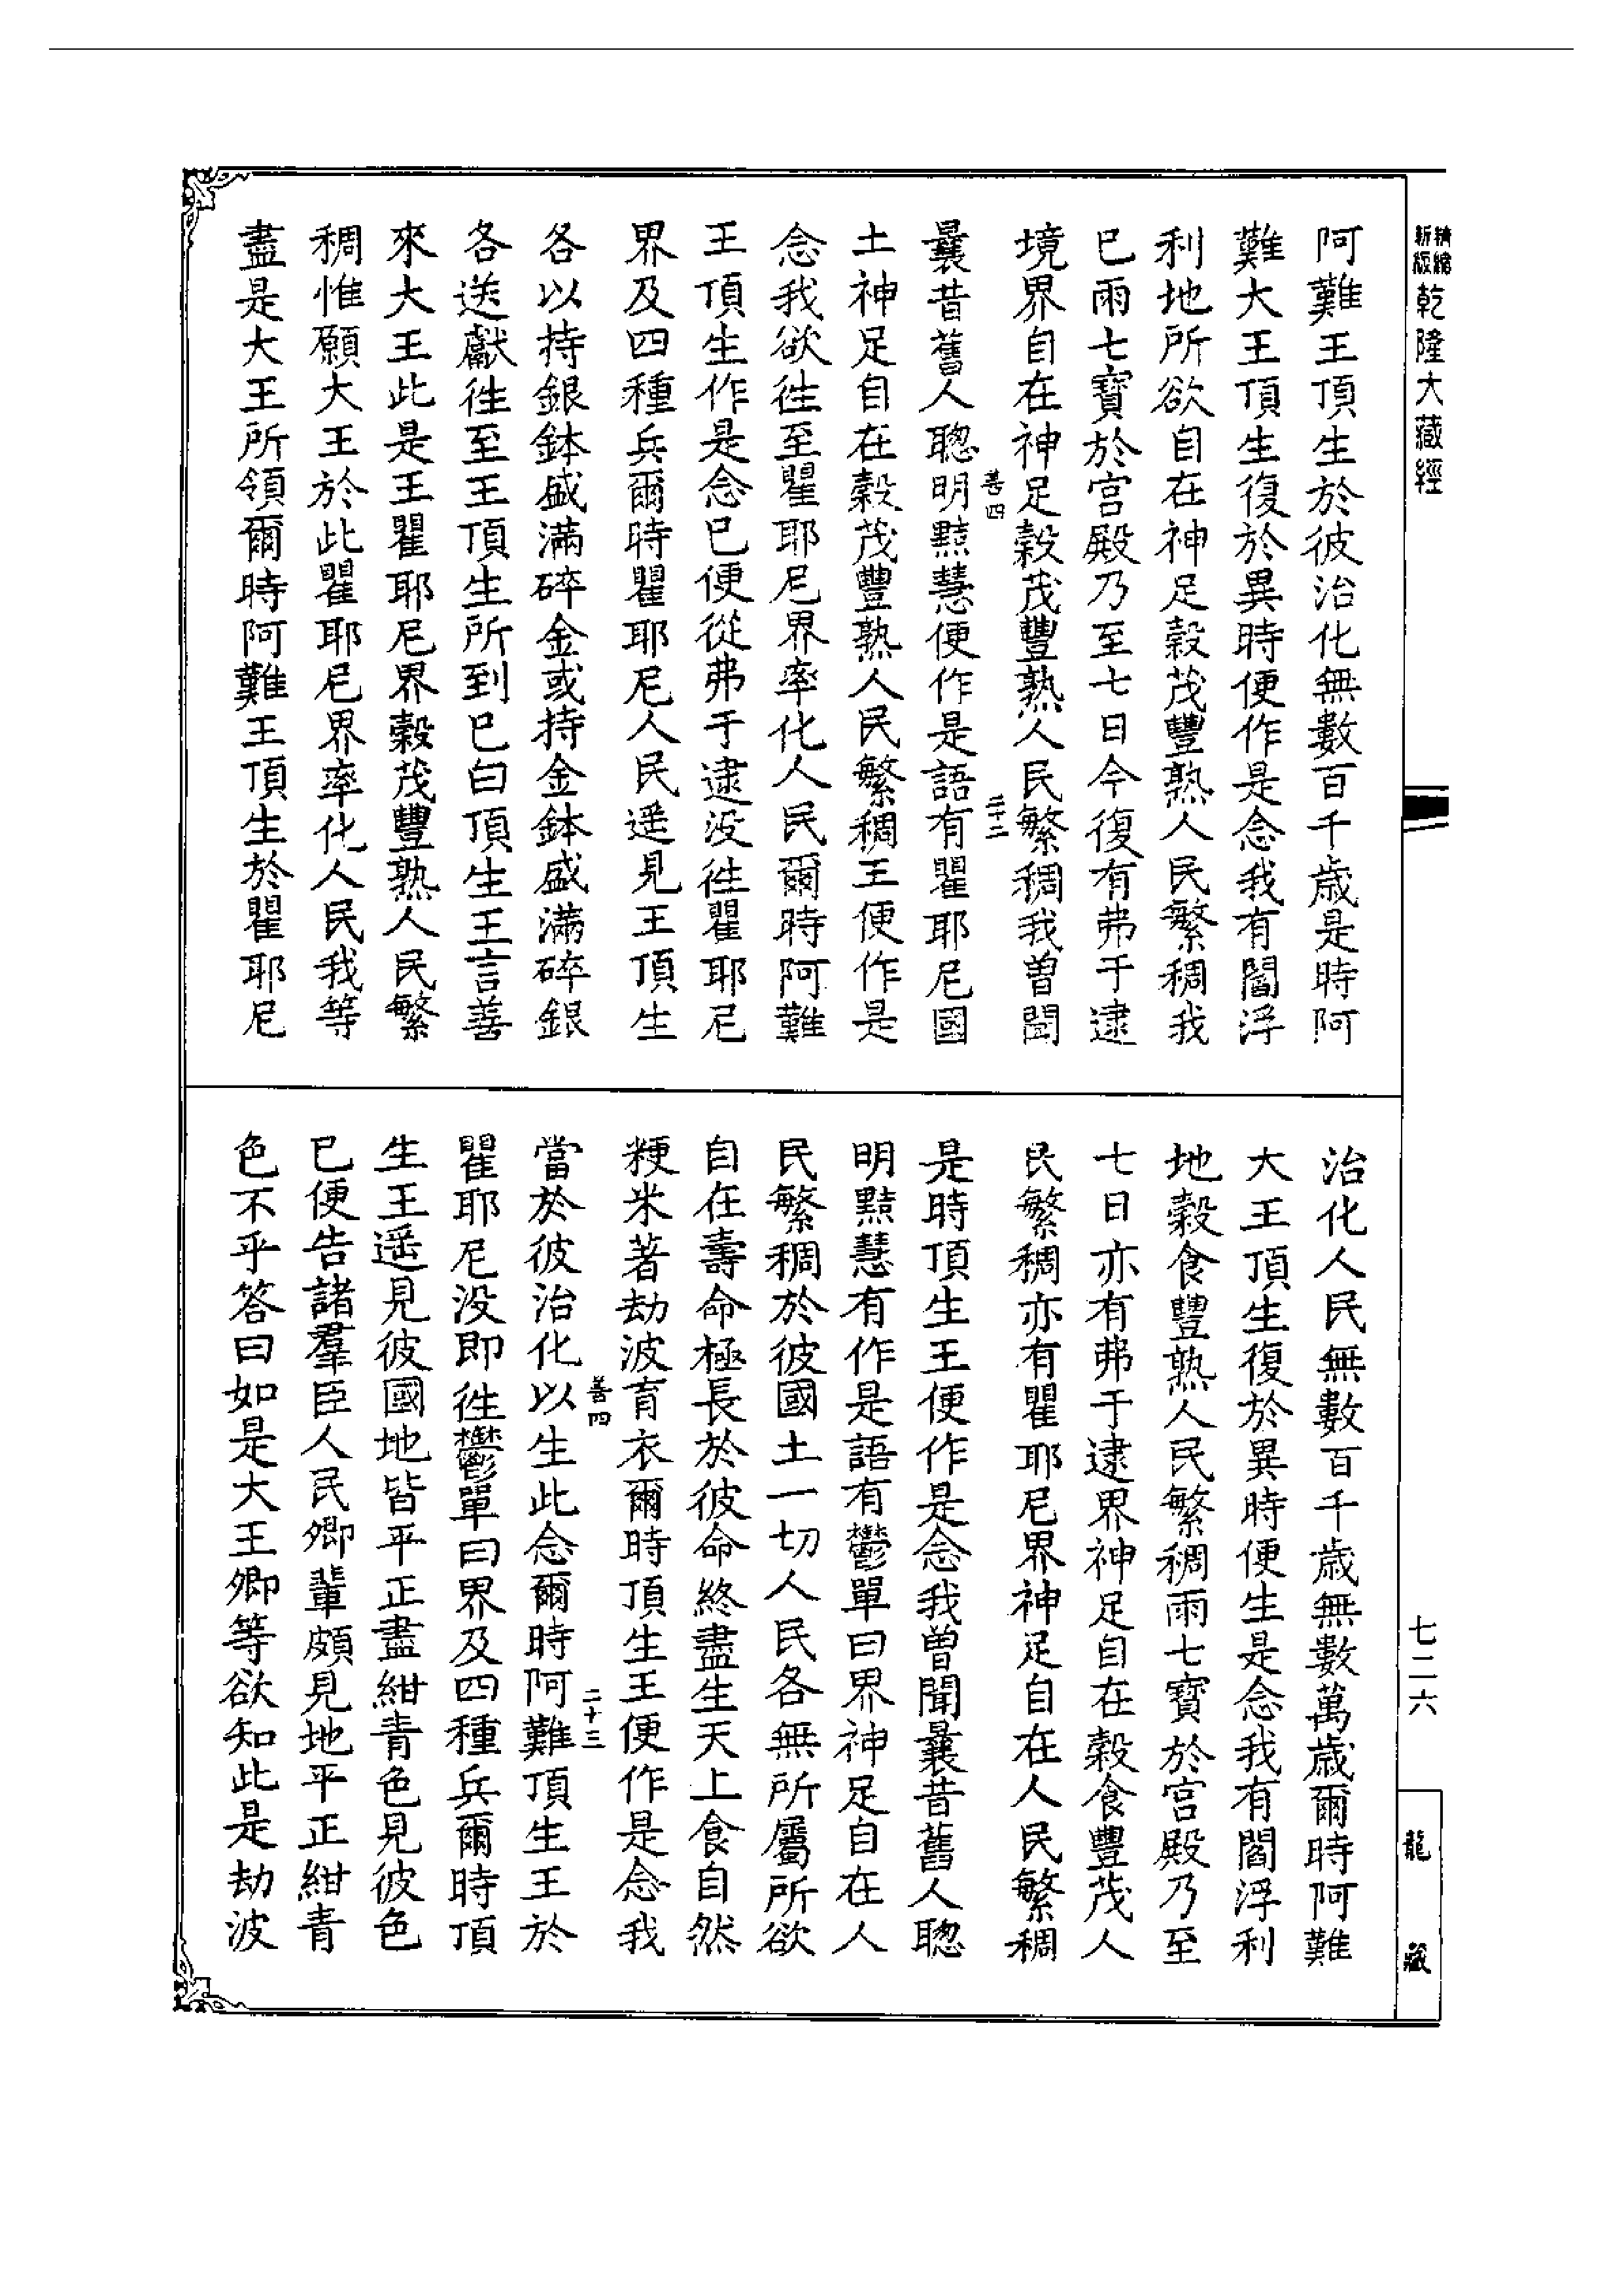 精縮
新版
乾隆大藏經
阿難王頂生於彼治化無數百千歲是時阿
難大王頂生復於異時便作是念我有閻浮
利地所欲自在神足穀茂豐熟人民繁稠我
已雨七寶於宮殿乃至七日今復有弗于逮
境界自在神足穀茂豐熟人民繁稠我曾聞
善四
二十二
曩昔舊人聰明黠慧便作是語有瞿耶尼國
土神足自在穀茂豐熟人民繁稠王便作是
念我欲往至瞿耶尼界率化人民爾時阿難
王頂生作是念已便從弗于逮沒往瞿耶尼
界及四種兵爾時瞿耶尼人民遥見王頂生
各以持銀鉢盛滿碎金或持金鉢盛滿碎銀
各送獻往至王頂生所到已白頂生王言善
來大王此是王瞿耶尼界穀茂豐熟人民繁
稠惟願大王於此瞿耶尼界率化人民我等
盡是大王所領爾時阿難王頂生於瞿耶尼
治化人民無數百千歲無數萬歲爾時阿難
大王頂生復於異時便生是念我有閻浮利
地穀食豐熟人民繁稠雨七寶於宮殿乃至
七日亦有弗于逮界神足自在穀食豐茂人
民繁稠亦有瞿耶尼界神足自在人民繁稠
是時頂生王便作是念我曾聞曩昔舊人聰
明黠慧有作是語有鬱單曰界神足自在人
民繁稠於彼國土一切人民各無所屬所欲
自在壽命極長於彼命終盡生天上食自然
粳米著劫波育衣爾時頂生王便作是念我
善四
二十三
當於彼治化以生此念爾時阿難頂生王於
瞿耶尼沒即往鬱單曰界及四種兵爾時頂
生王遥見彼國地皆平正盡紺青色見彼色
已便告諸羣臣人民卿輩頗見地平正紺青
色不乎答曰如是大王卿等欲知此是劫波
七二六
龍藏